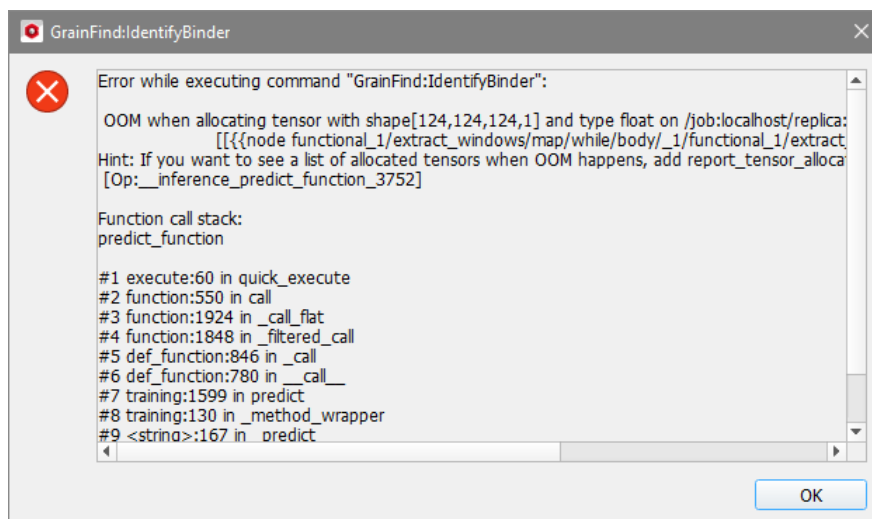 GrainFind:IdentifyBinder
Error while executing command "GrainFind:IdentifyBinder":
OOM when allocating tensor with shape[124,124,124,1] and type float on /job:localhost/replica:
[[{{node functional_1/extract_windows/map/while/body/_1/functional_1/extract_
Hint: If you want to see a list of allocated tensors when OOM happens, add report_tensor_alloca
[Op:__inference_predict_function_3752]
Function call stack:
predict_function
#1 execute:60 in quick_execute
#2 function:550 in call
#3 function:1924 in _call_flat
#4 function:1848 in _filtered_call
#5 def_function:846 in _call
#6 def_function:780 in __call__
#7 training:1599 in predict
#8 training:130 in _method_wrapper
#9 <string>:167 in _predict
OK